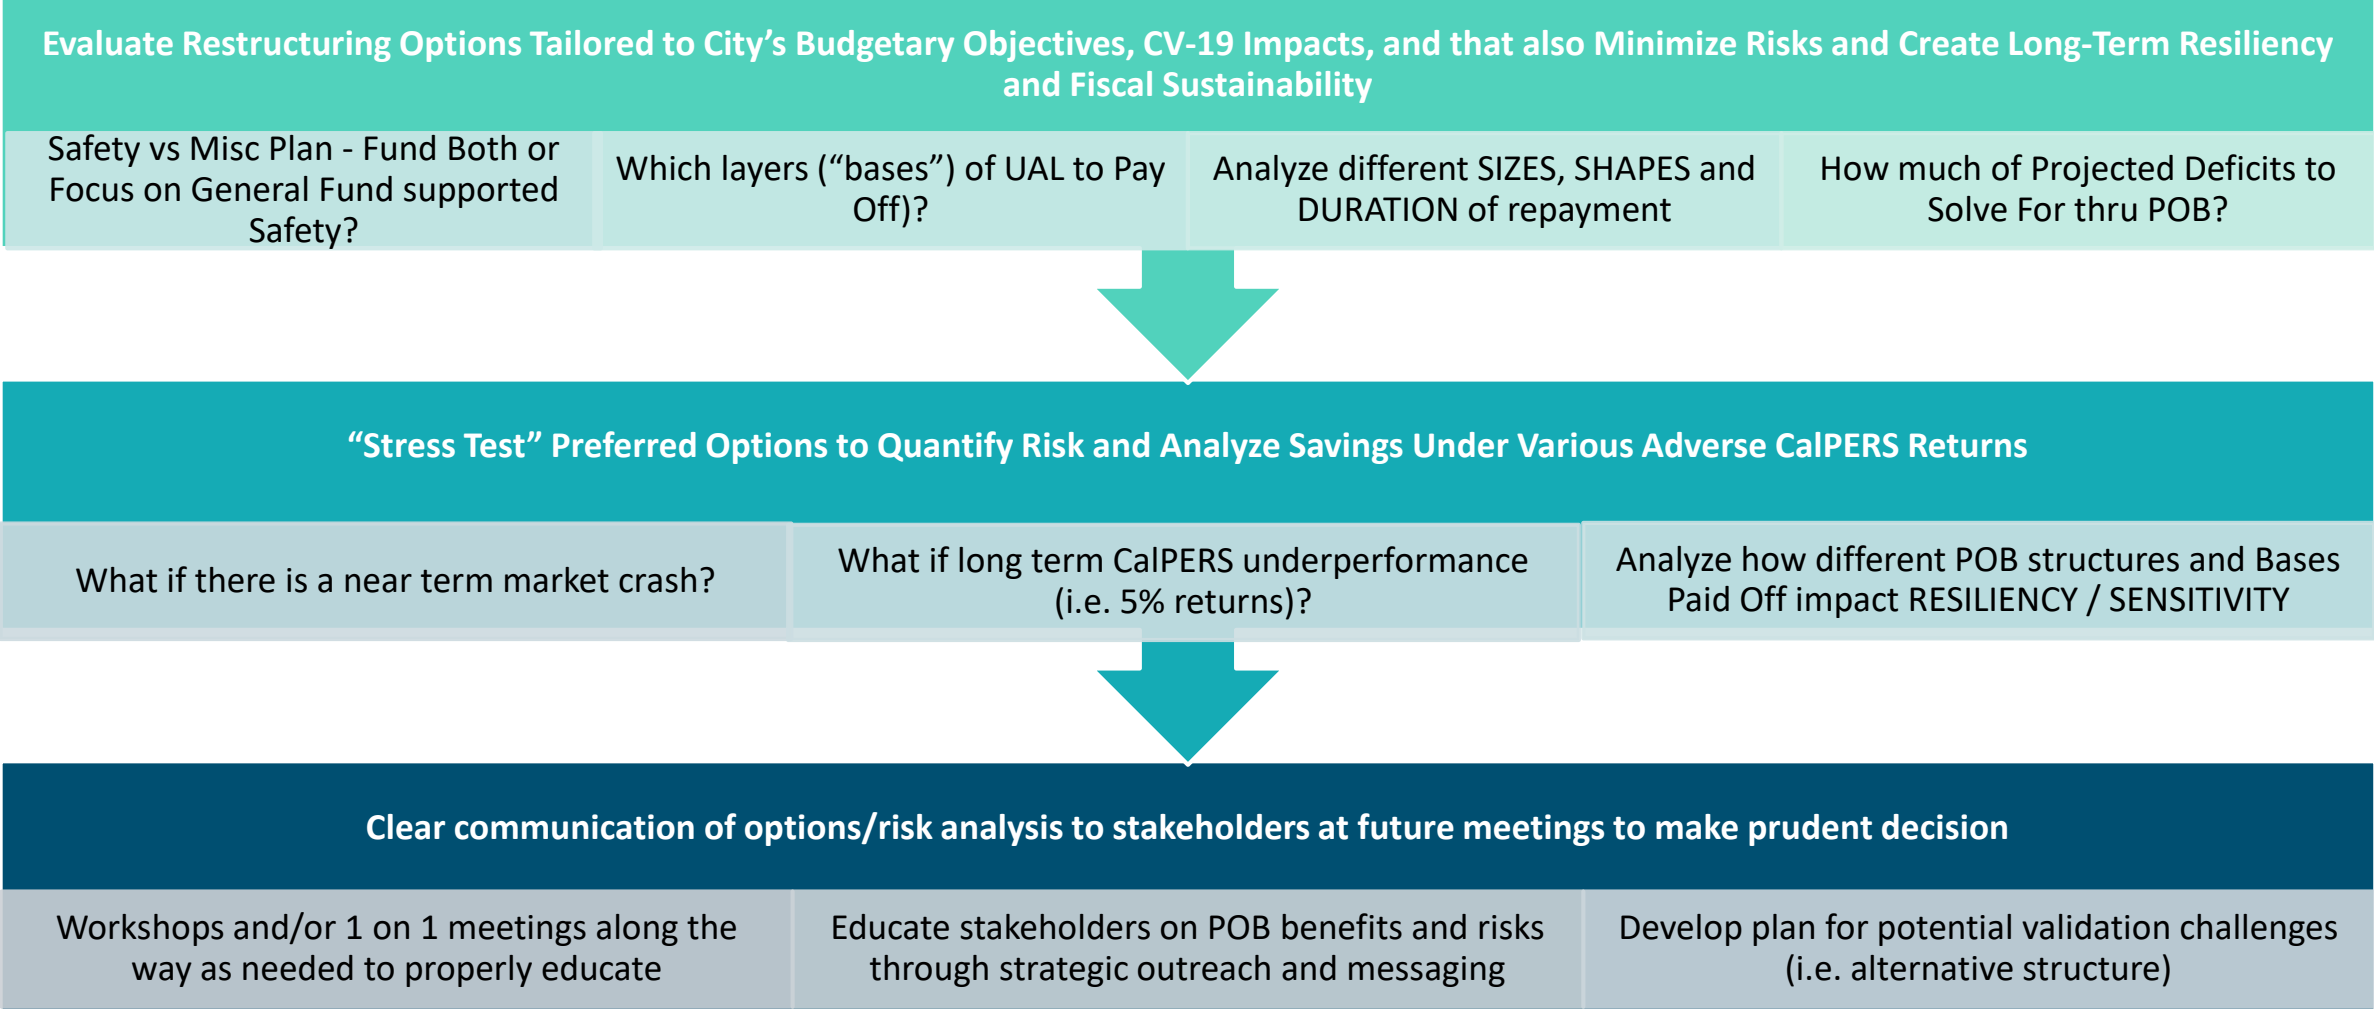 Evaluate Restructuring Options Tailored to City’s Budgetary Objectives, CV-19 Impacts, and that also Minimize Risks and Create Long-Term Resiliency
and Fiscal Sustainability
Safety vs Misc Plan - Fund Both or
Focus on General Fund supported
Safety?
Which layers (“bases”) of UAL to Pay
Off)?
Analyze different SIZES, SHAPES and
DURATION of repayment
How much of Projected Deficits to
Solve For thru POB?
“Stress Test” Preferred Options to Quantify Risk and Analyze Savings Under Various Adverse CalPERS Returns
What if there is a near term market crash?
What if long term CalPERS underperformance
(i.e. 5% returns)?
Analyze how different POB structures and Bases
Paid Off impact RESILIENCY / SENSITIVITY
Clear communication of options/risk analysis to stakeholders at future meetings to make prudent decision
Workshops and/or 1 on 1 meetings along the
way as needed to properly educate
Educate stakeholders on POB benefits and risks
through strategic outreach and messaging
Develop plan for potential validation challenges
(i.e. alternative structure)